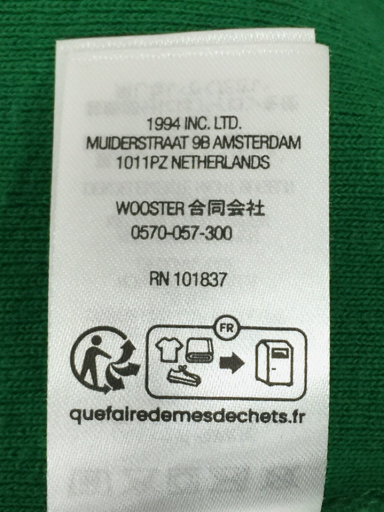 1994 INC. LTD.
MUIDERSTRAAT 9B AMSTERDAM
1011PZ NETHERLANDS
WOOSTER 合同会社
0570-057-300
RN 101837
FR
quefairedemesdechets.fr